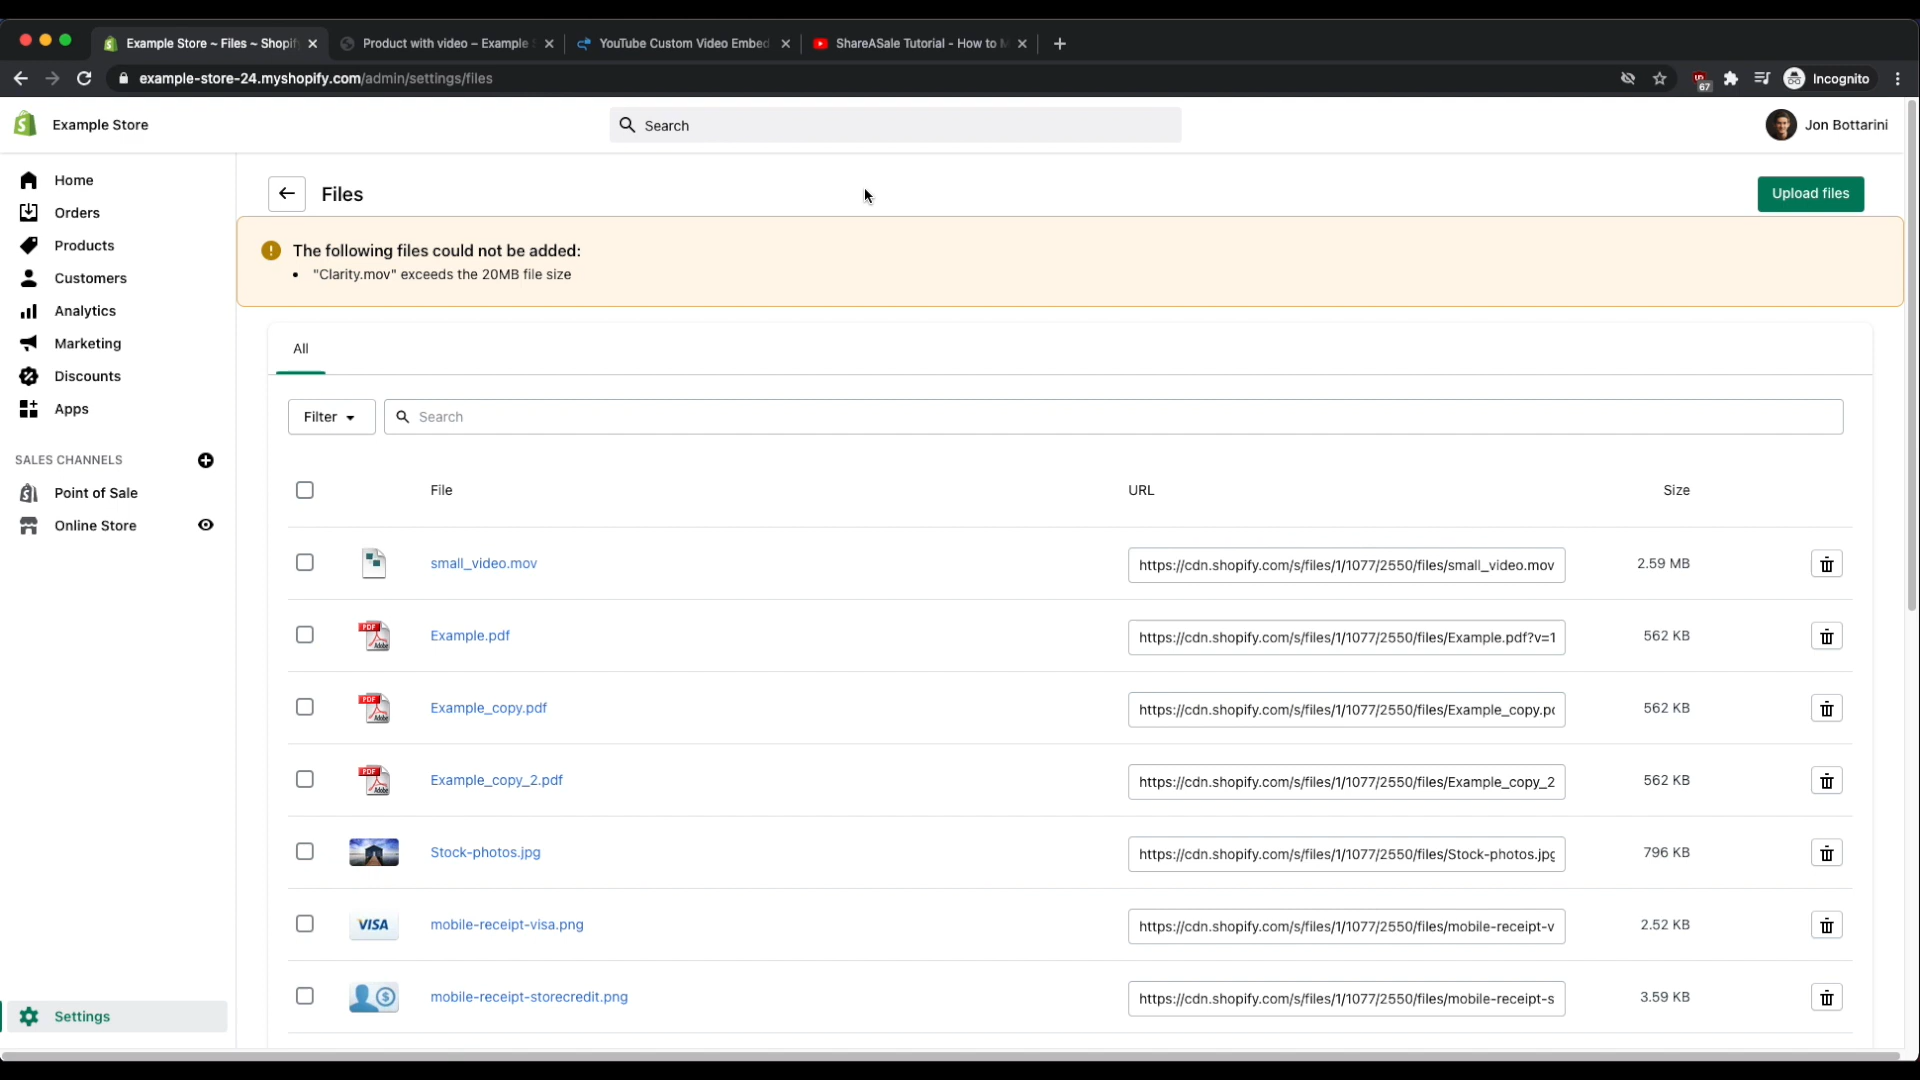 Example Store ~ Files ~ Shopif
Product with video – Example S
YouTube Custom Video Embed
ShareASale Tutorial - How to M
example-store-24.myshopify.com/admin/settings/files
67
Incognito
Example Store
Search
Jon Bottarini
Home
Orders
Products
Customers
Analytics
Marketing
Discounts
Apps
SALES CHANNELS
Point of Sale
Online Store
Settings
Files
Upload files
The following files could not be added:
• "Clarity.mov" exceeds the 20MB file size
All
Filter
Search
File URL Size
small_video.mov https://cdn.shopify.com/s/files/1/1077/2550/files/small_video.mov 2.59 MB
PDF Adobe Example.pdf https://cdn.shopify.com/s/files/1/1077/2550/files/Example.pdf?v=1 562 KB
PDF Adobe Example_copy.pdf https://cdn.shopify.com/s/files/1/1077/2550/files/Example_copy.pc 562 KB
PDF Adobe Example_copy_2.pdf https://cdn.shopify.com/s/files/1/1077/2550/files/Example_copy_2 562 KB
Stock-photos.jpg https://cdn.shopify.com/s/files/1/1077/2550/files/Stock-photos.jpg 796 KB
VISA mobile-receipt-visa.png https://cdn.shopify.com/s/files/1/1077/2550/files/mobile-receipt-v 2.52 KB
mobile-receipt-storecredit.png https://cdn.shopify.com/s/files/1/1077/2550/files/mobile-receipt-s 3.59 KB